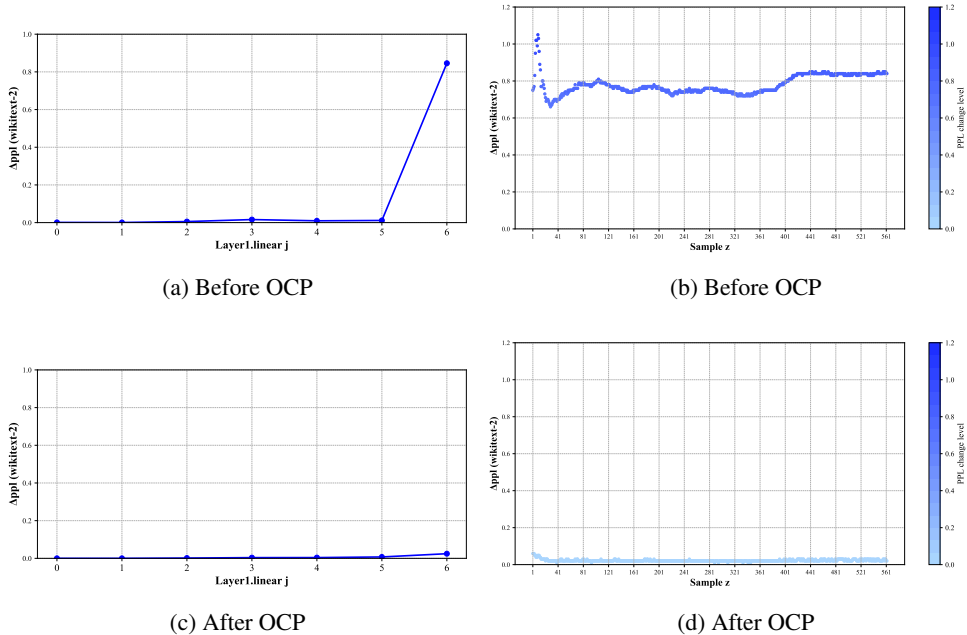 1.0
0.8
0.6
0.4
0.2
0.0
Δppl (wikitext-2)
0 1 2 3 4 5 6
Layer1.linear j
(a) Before OCP
1.2
1.0
0.8
0.6
0.4
0.2
0.0
Δppl (wikitext-2)
1 41 81 121 161 201 241 281 321 361 401 441 481 521 561
Sample z
1.2
1.0
0.8
0.6
0.4
0.2
0.0
PPL change level
(b) Before OCP
1.0
0.8
0.6
0.4
0.2
0.0
Δppl (wikitext-2)
0 1 2 3 4 5 6
Layer1.linear j
(c) After OCP
1.2
1.0
0.8
0.6
0.4
0.2
0.0
Δppl (wikitext-2)
1 41 81 121 161 201 241 281 321 361 401 441 481 521 561
Sample z
1.2
1.0
0.8
0.6
0.4
0.2
0.0
PPL change level
(d) After OCP